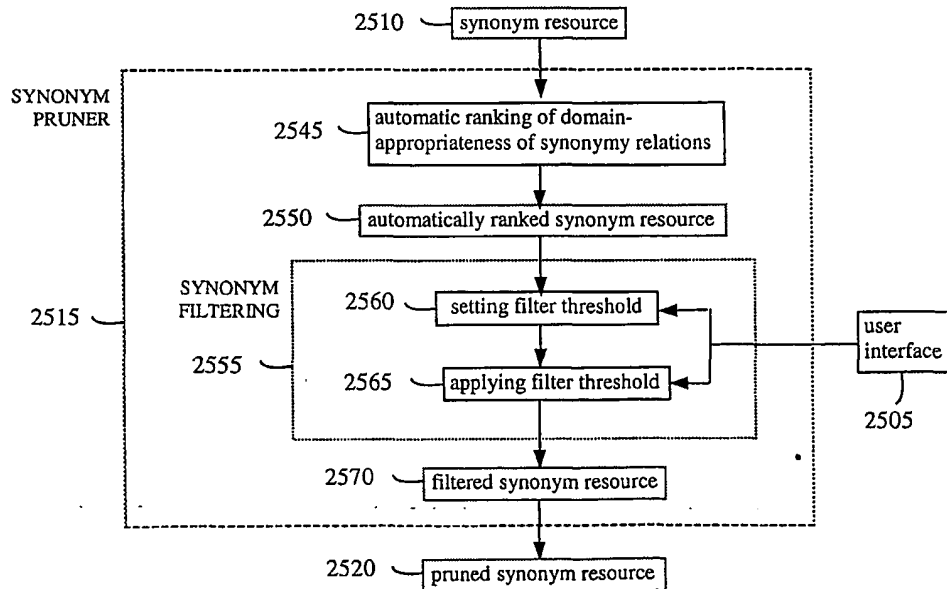 2510
synonym resource
SYNONYM
PRUNER
2545
automatic ranking of domain-
appropriateness of synonymy relations
2550
automatically ranked synonym resource
SYNONYM
FILTERING
2560
setting filter threshold
2515
2555
2565
applying filter threshold
user
interface
2505
2570
filtered synonym resource
2520
pruned synonym resource